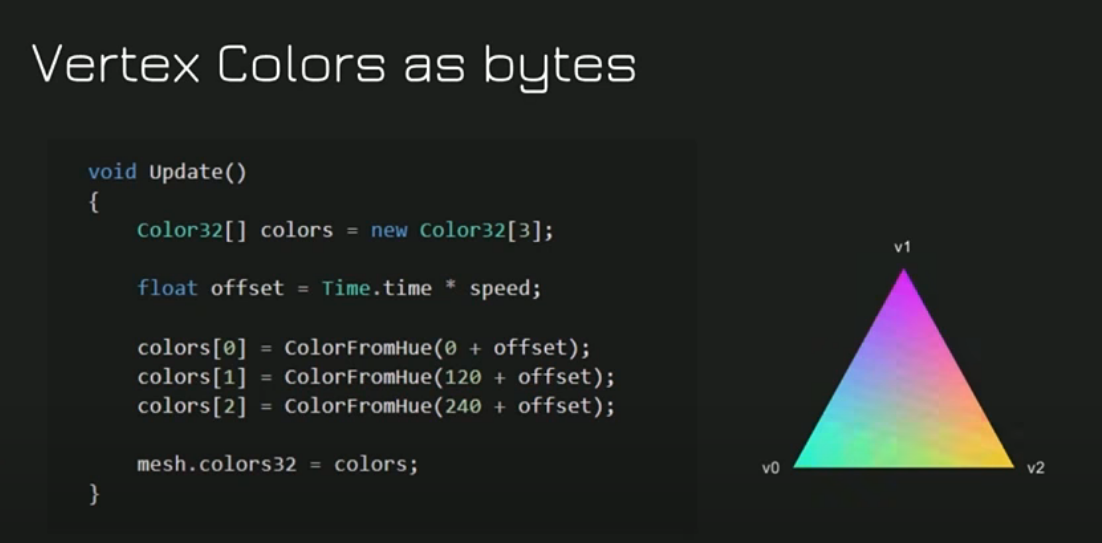 Vertex Colors as bytes
void Update()
{
Color32[] colors = new Color32[3];
float offset = Time.time * speed;
colors[0] = ColorFromHue(0 + offset);
colors[1] = ColorFromHue(120 + offset);
colors[2] = ColorFromHue(240 + offset);
mesh.colors32 = colors;
}
v1
v0
v2